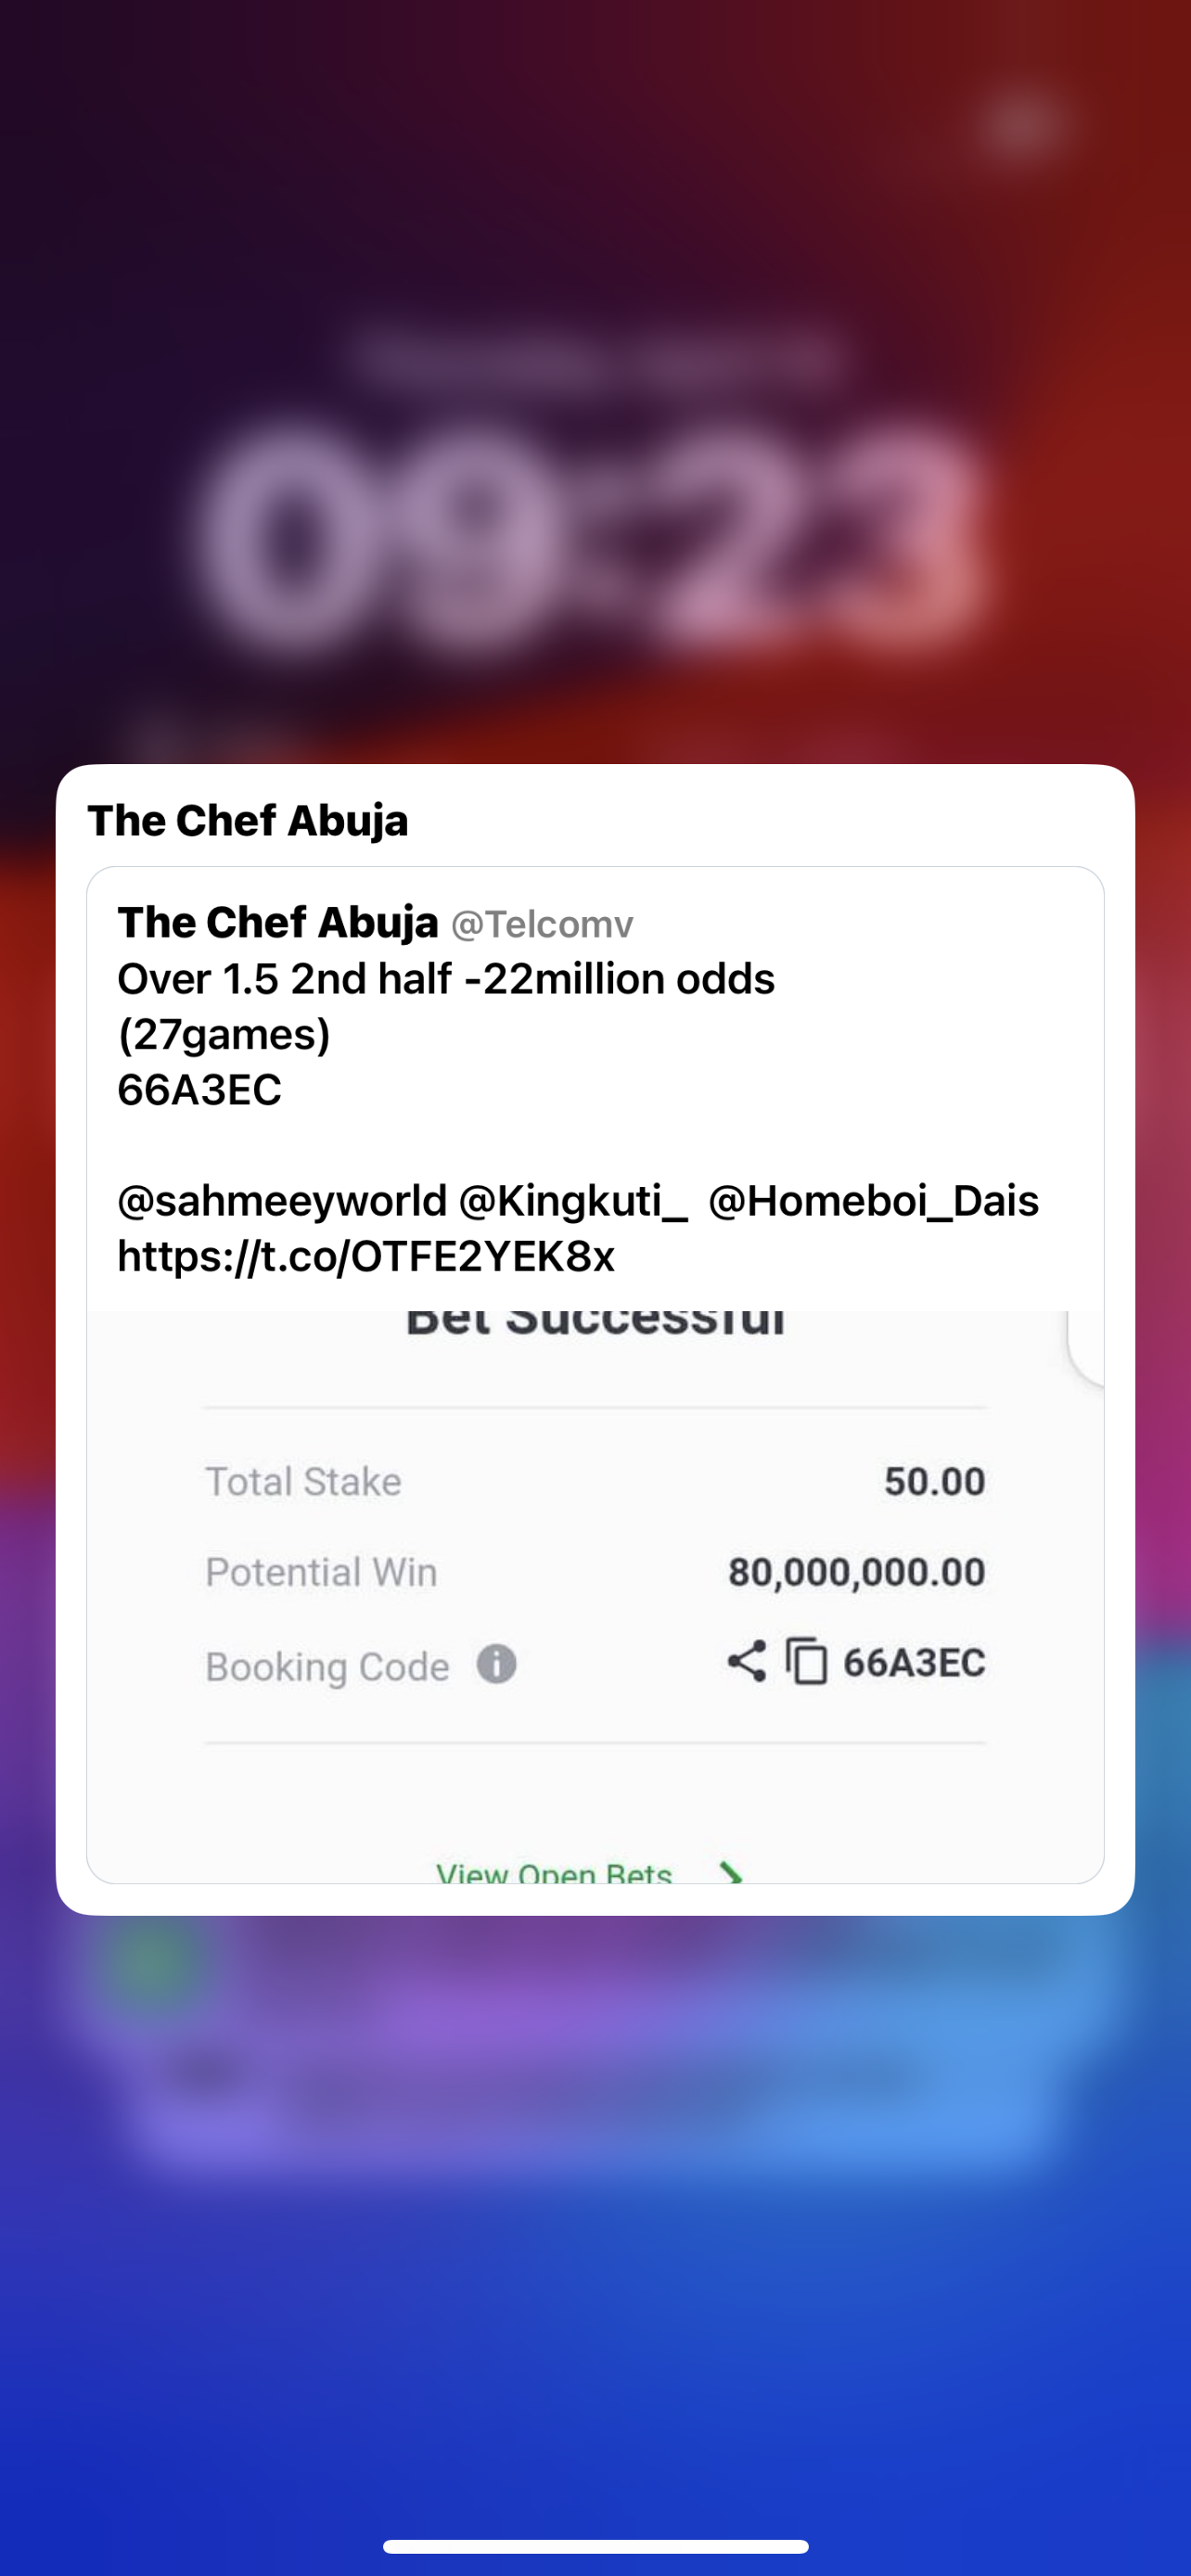 09:23
The Chef Abuja
The Chef Abuja @Telcomv
Over 1.5 2nd half -22million odds
(27games)
66A3EC
@sahmeeyworld @Kingkuti_ @Homeboi_Dais
https://t.co/OTFE2YEK8x
Bet Successful
Total Stake 50.00
Potential Win 80,000,000.00
Booking Code 66A3EC
View Open Bets